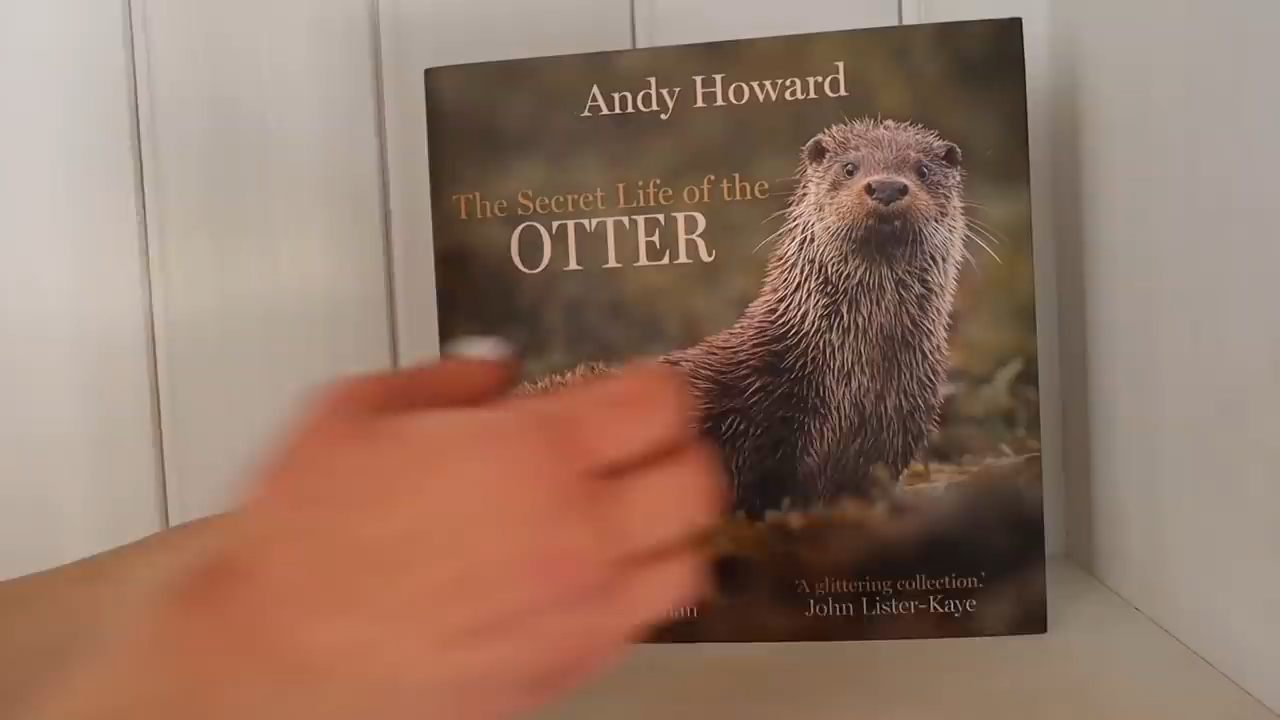 Andy Howard
The Secret Life of the
OTTER
'A glittering collection.'
John Lister-Kaye